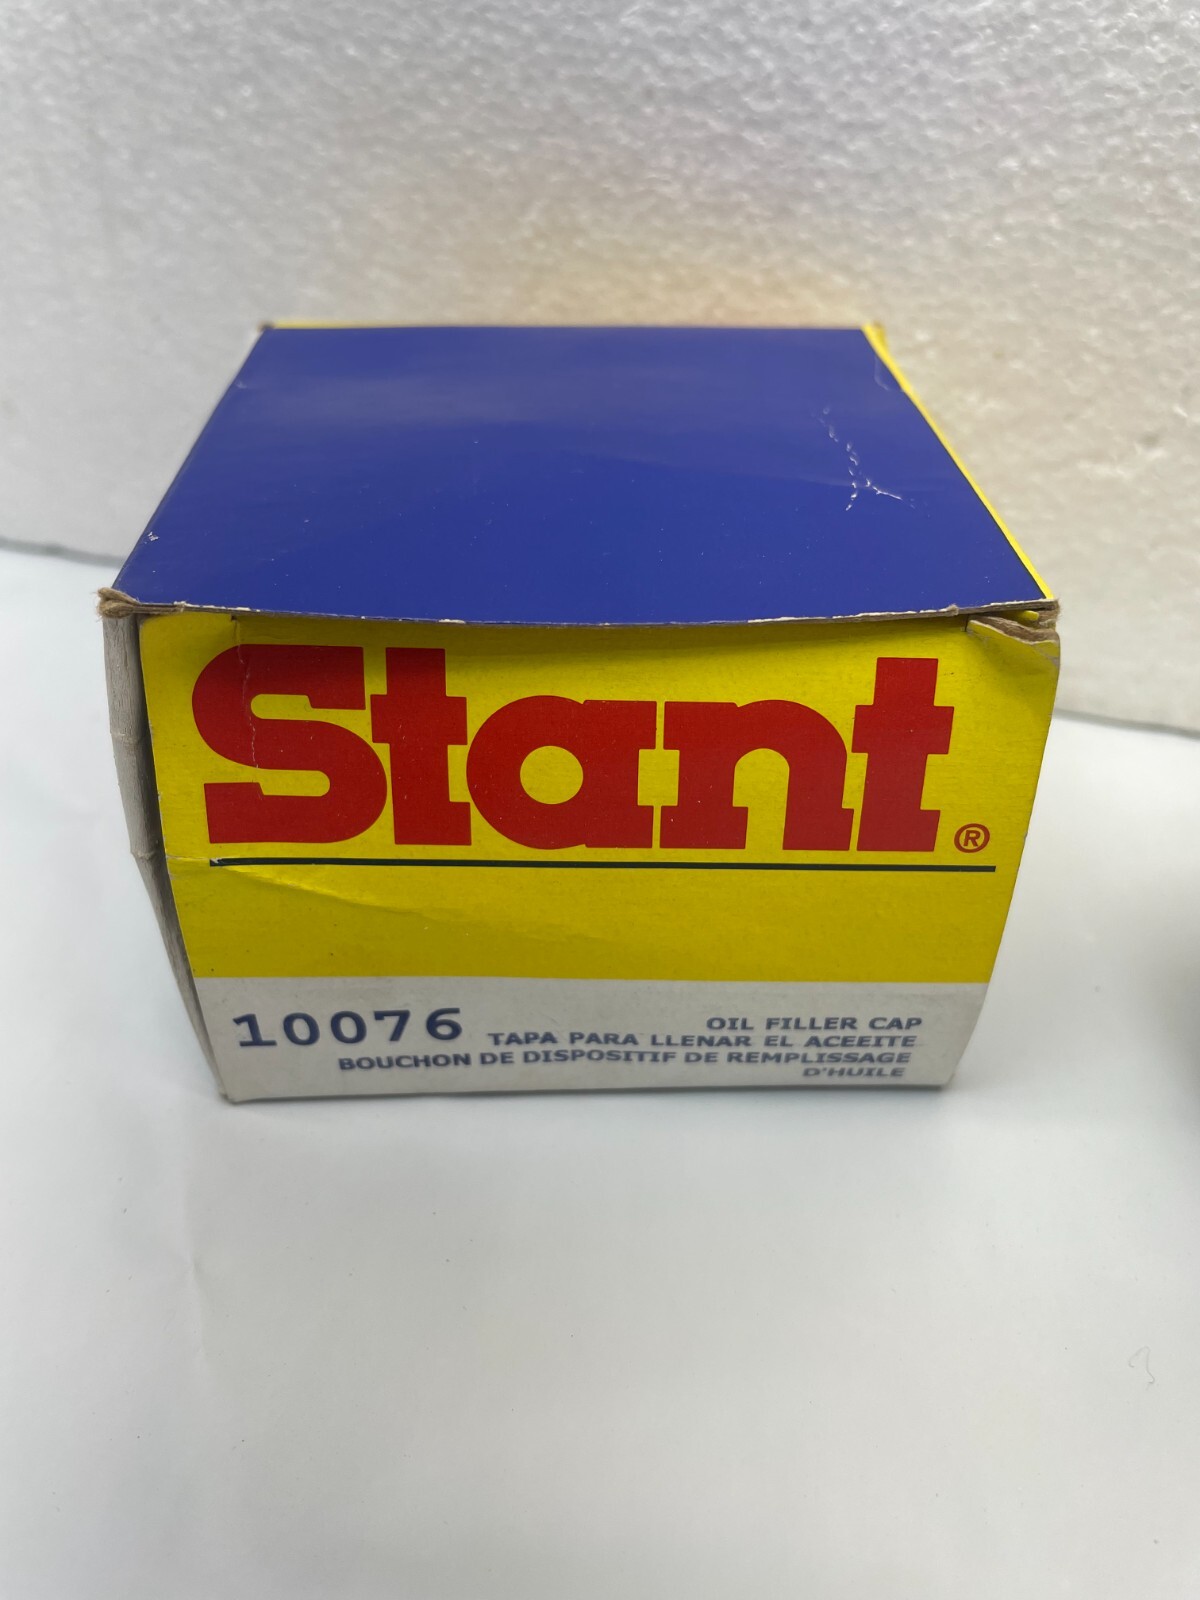 Stant®
10076
OIL FILLER CAP
TAPA PARA LLENAR EL ACEEITE
BOUCHON DE DISPOSITIF DE REMPLISSAGE
D'HUILE